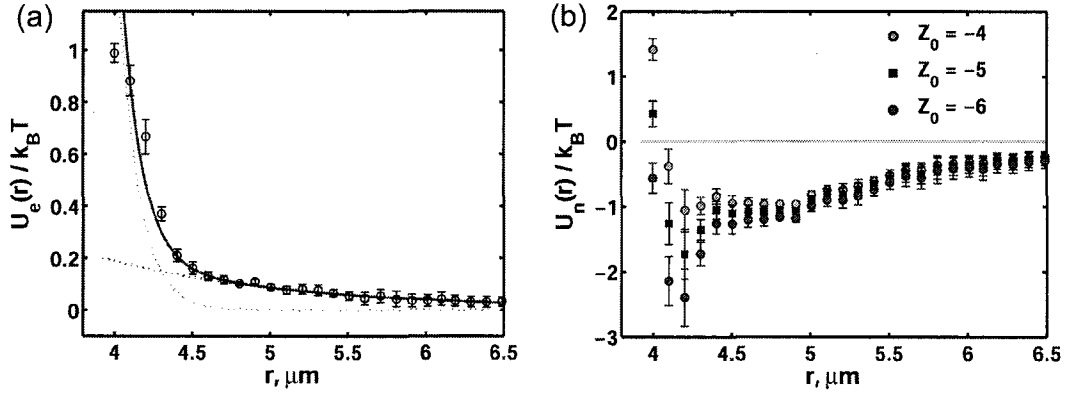 (a)
1
0.8
0.6
0.4
0.2
0
U_e(r) / k_B T
4
4.5
5
5.5
6
6.5
r, μm
(b)
2
1
0
−1
−2
−3
U_n(r) / k_B T
Z_0 = −4
Z_0 = −5
Z_0 = −6
4
4.5
5
5.5
6
6.5
r, μm